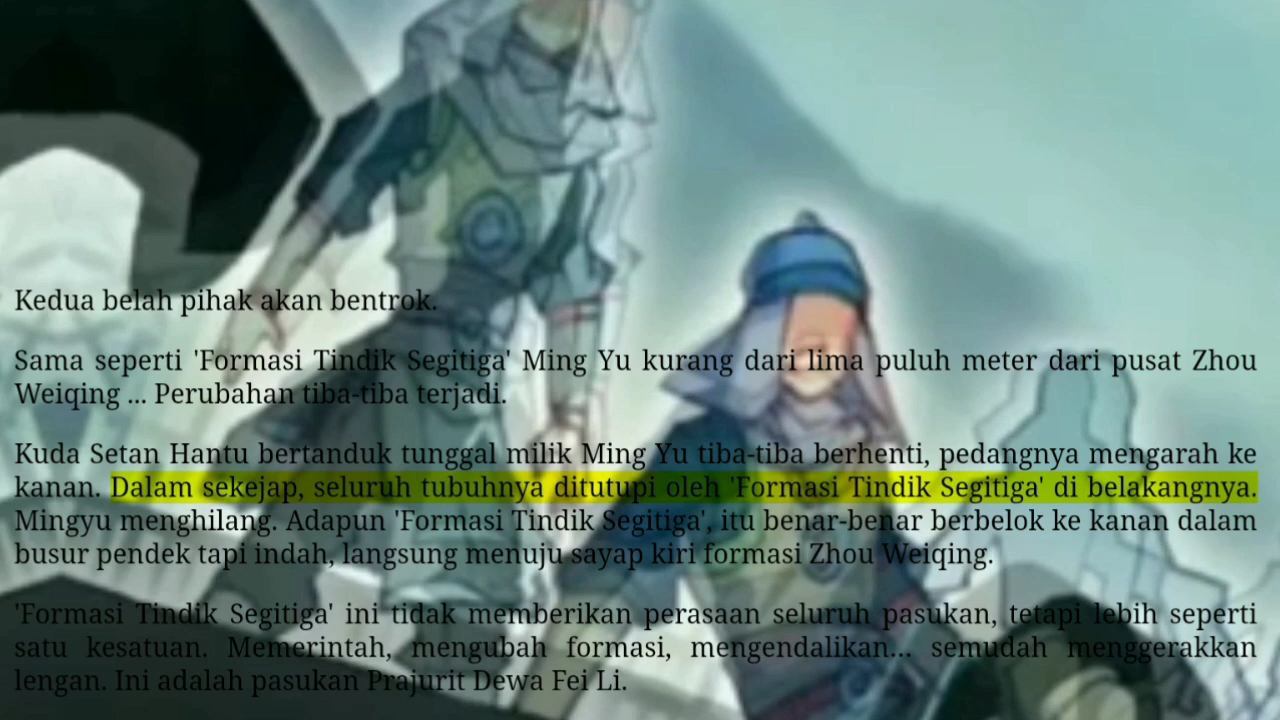 Kedua belah pihak akan bentrok.
Sama seperti 'Formasi Tindik Segitiga' Ming Yu kurang dari lima puluh meter dari pusat Zhou
Weiqing ... Perubahan tiba-tiba terjadi.
Kuda Setan Hantu bertanduk tunggal milik Ming Yu tiba-tiba berhenti, pedangnya mengarah ke
kanan. Dalam sekejap, seluruh tubuhnya ditutupi oleh 'Formasi Tindik Segitiga' di belakangnya.
Mingyu menghilang. Adapun 'Formasi Tindik Segitiga', itu benar-benar berbelok ke kanan dalam
busur pendek tapi indah, langsung menuju sayap kiri formasi Zhou Weiqing.
'Formasi Tindik Segitiga' ini tidak memberikan perasaan seluruh pasukan, tetapi lebih seperti
satu kesatuan. Memerintah, mengubah formasi, mengendalikan... semudah menggerakkan
lengan. Ini adalah pasukan Prajurit Dewa Fei Li.